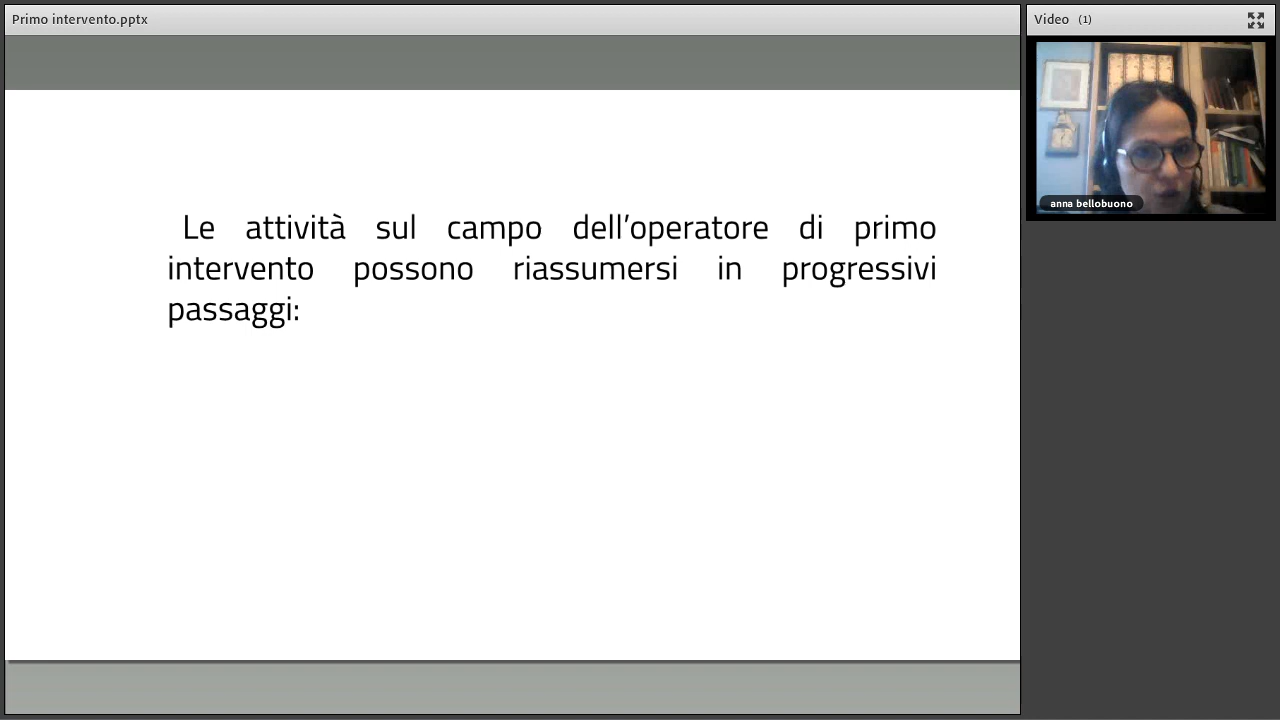 Primo intervento.pptx
Video (1)
anna bellobuono
Le attività sul campo dell’operatore di primo
intervento possono riassumersi in progressivi
passaggi: